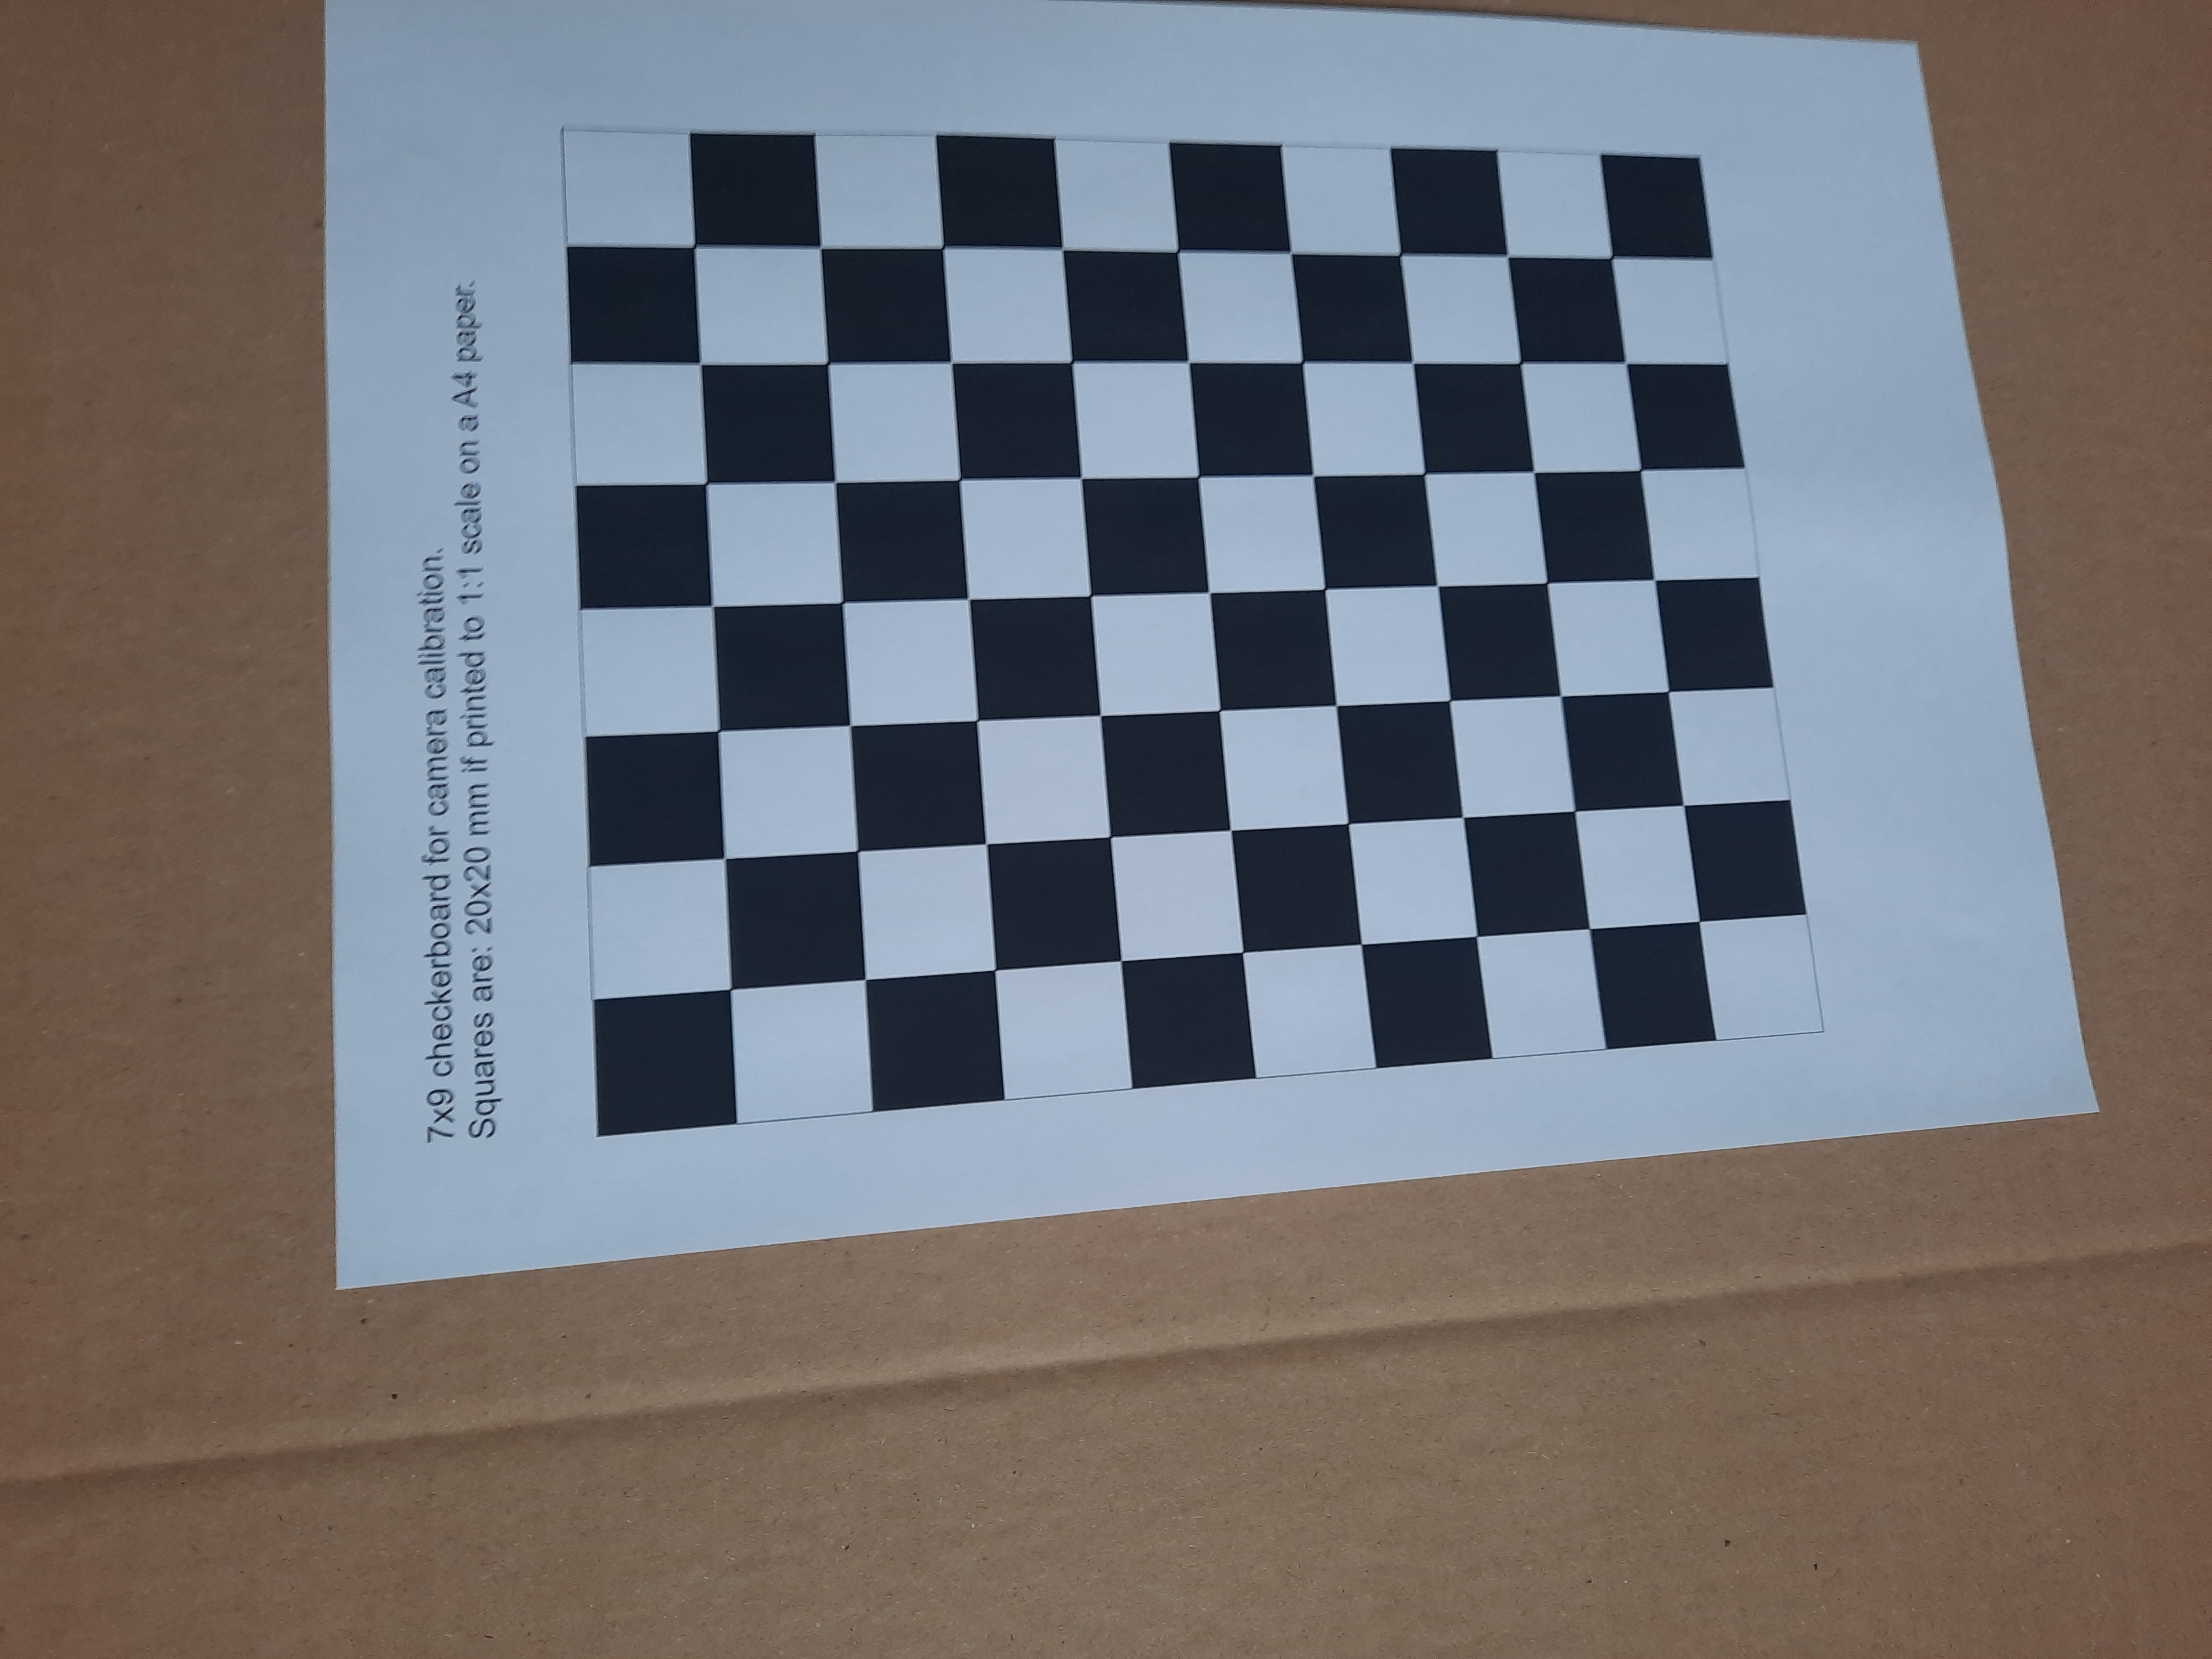 7x9 checkerboard for camera calibration.
Squares are: 20x20 mm if printed to 1:1 scale on a A4 paper.